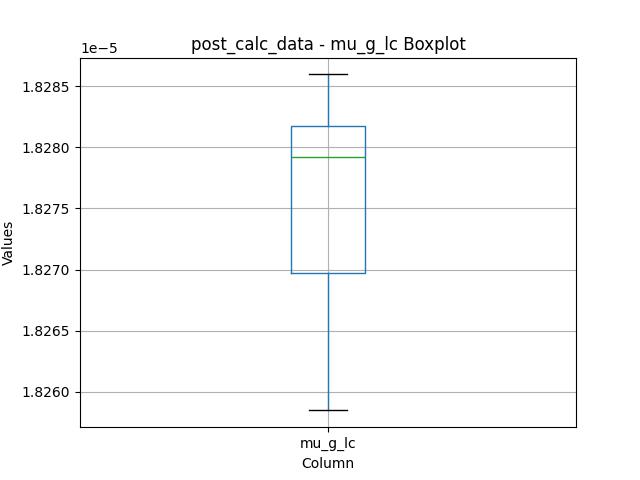 post_calc_data - mu_g_lc Boxplot
1e−5
1.8285
1.8280
1.8275
1.8270
1.8265
1.8260
Values
mu_g_lc
Column